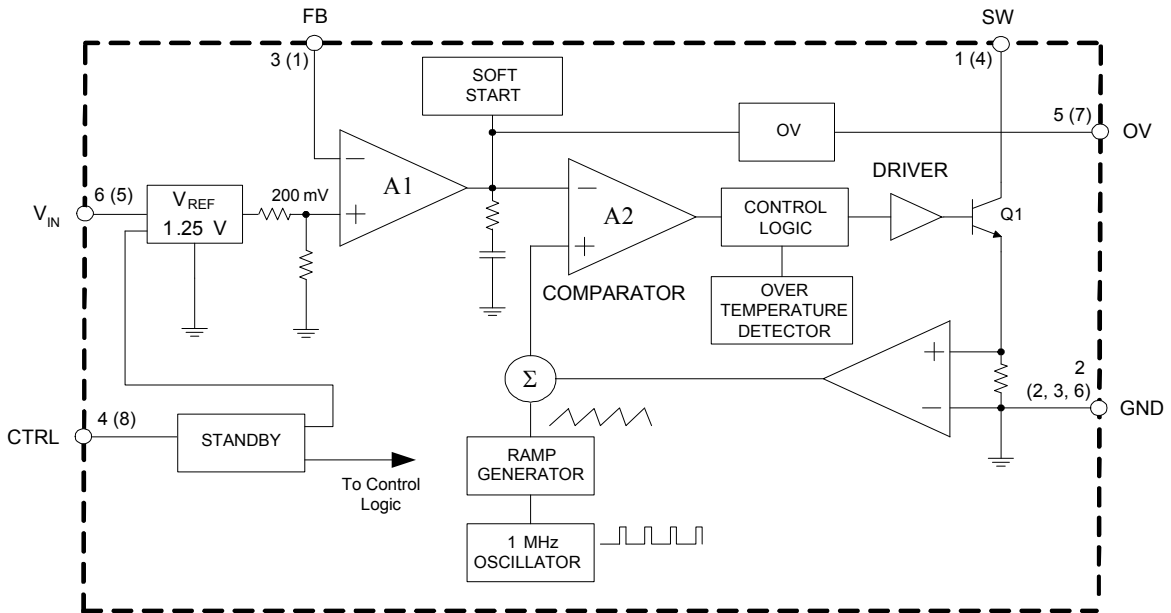 FB
SW
3 (1)
1 (4)
SOFT
START
5 (7)
OV
OV
DRIVER
6 (5)
VIN
VREF
1.25 V
200 mV
−
+
A1
−
+
A2
CONTROL
LOGIC
Q1
COMPARATOR
OVER
TEMPERATURE
DETECTOR
Σ
+
−
2
(2, 3, 6)
GND
CTRL
4 (8)
STANDBY
To Control
Logic
RAMP
GENERATOR
1 MHz
OSCILLATOR